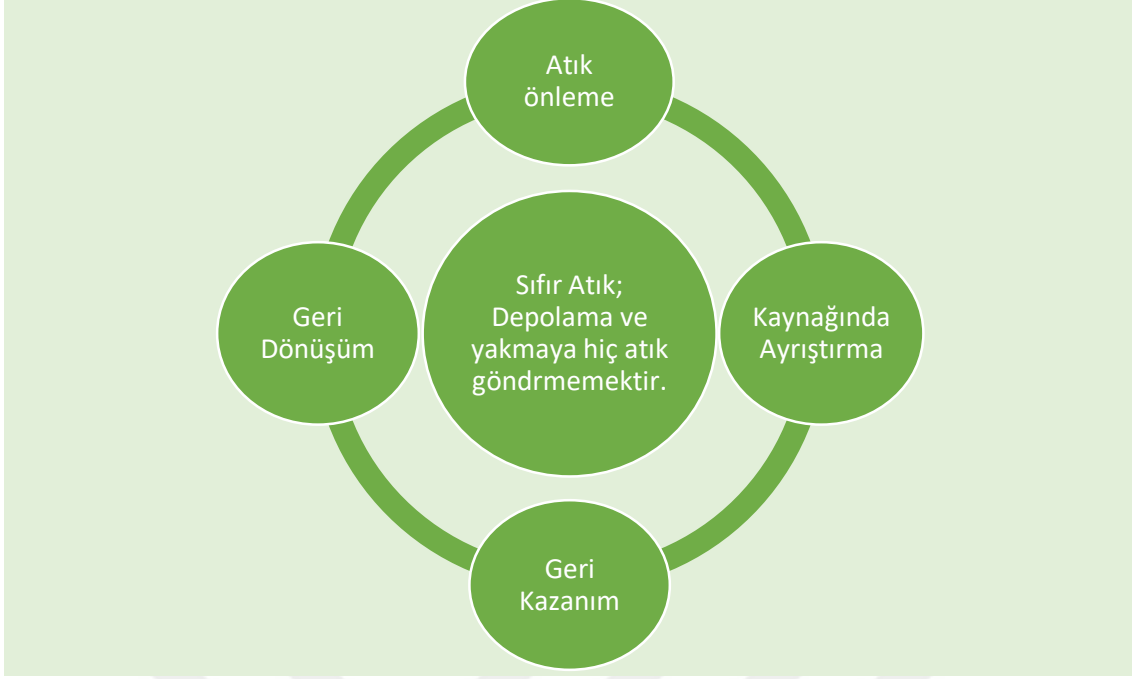 Atık
önleme
Sıfır Atık;
Depolama ve
yakmaya hiç atık
göndrmemektir.
Kaynağında
Ayrıştırma
Geri
Kazanım
Geri
Dönüşüm